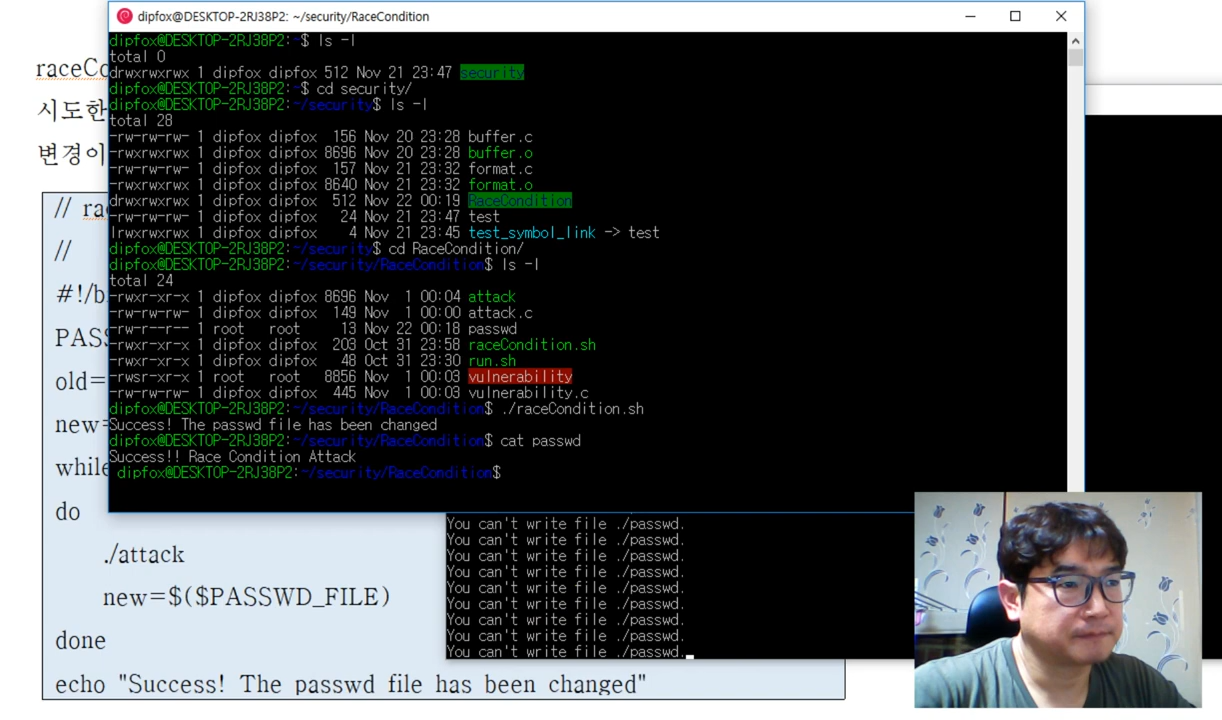 dipfox@DESKTOP-2RJ38P2: ~/security/RaceCondition
dipfox@DESKTOP-2RJ38P2:~$ ls -l
total 0
drwxrwxrwx 1 dipfox dipfox 512 Nov 21 23:47 security
dipfox@DESKTOP-2RJ38P2:~$ cd security/
dipfox@DESKTOP-2RJ38P2:~/security$ ls -l
total 28
-rw-rw-rw- 1 dipfox dipfox  156 Nov 20 23:28 buffer.c
-rwxrwxrwx 1 dipfox dipfox 8696 Nov 20 23:28 buffer.o
-rw-rw-rw- 1 dipfox dipfox  157 Nov 21 23:32 format.c
-rwxrwxrwx 1 dipfox dipfox 8640 Nov 21 23:32 format.o
drwxrwxrwx 1 dipfox dipfox  512 Nov 22 00:19 RaceCondition
-rw-rw-rw- 1 dipfox dipfox   24 Nov 21 23:47 test
lrwxrwxrwx 1 dipfox dipfox    4 Nov 21 23:45 test_symbol_link -> test
dipfox@DESKTOP-2RJ38P2:~/security$ cd RaceCondition/
dipfox@DESKTOP-2RJ38P2:~/security/RaceCondition$ ls -l
total 24
-rwxr-xr-x 1 dipfox dipfox 8696 Nov  1 00:04 attack
-rw-rw-rw- 1 dipfox dipfox  149 Nov  1 00:00 attack.c
-rw-r--r-- 1 root   root     13 Nov 22 00:18 passwd
-rwxr-xr-x 1 dipfox dipfox  203 Oct 31 23:58 raceCondition.sh
-rwxr-xr-x 1 dipfox dipfox   48 Oct 31 23:30 run.sh
-rwsr-xr-x 1 root   root   8856 Nov  1 00:03 vulnerability
-rw-rw-rw- 1 dipfox dipfox  445 Nov  1 00:03 vulnerability.c
dipfox@DESKTOP-2RJ38P2:~/security/RaceCondition$ ./raceCondition.sh
Success! The passwd file has been changed
dipfox@DESKTOP-2RJ38P2:~/security/RaceCondition$ cat passwd
Success!! Race Condition Attack
dipfox@DESKTOP-2RJ38P2:~/security/RaceCondition$
raceCo
시도한
변경이
// rac
//
#!/b
PASS
old=
new=
while
do
./attack
new=$($PASSWD_FILE)
done
echo "Success! The passwd file has been changed"
You can't write file ./passwd.
You can't write file ./passwd.
You can't write file ./passwd.
You can't write file ./passwd.
You can't write file ./passwd.
You can't write file ./passwd.
You can't write file ./passwd.
You can't write file ./passwd.
You can't write file ./passwd.